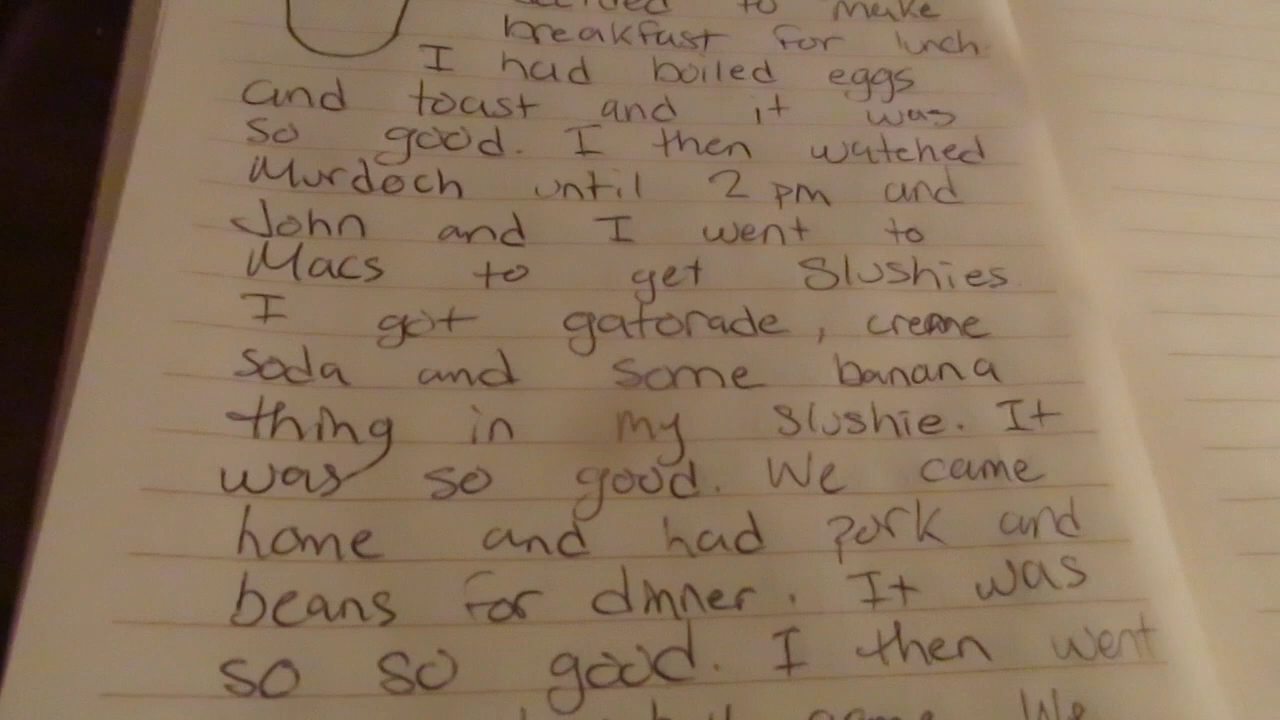 to make
breakfast for lunch
I had boiled eggs
and toast and it was
so good. I then watched
Murdoch until 2 pm and
John and I went to
Macs to get Slushies
I got gatorade, creme
soda and some banana
thing in my slushie. It
was so good. We came
home and had pork and
beans for dinner. It was
so so good. I then went
We